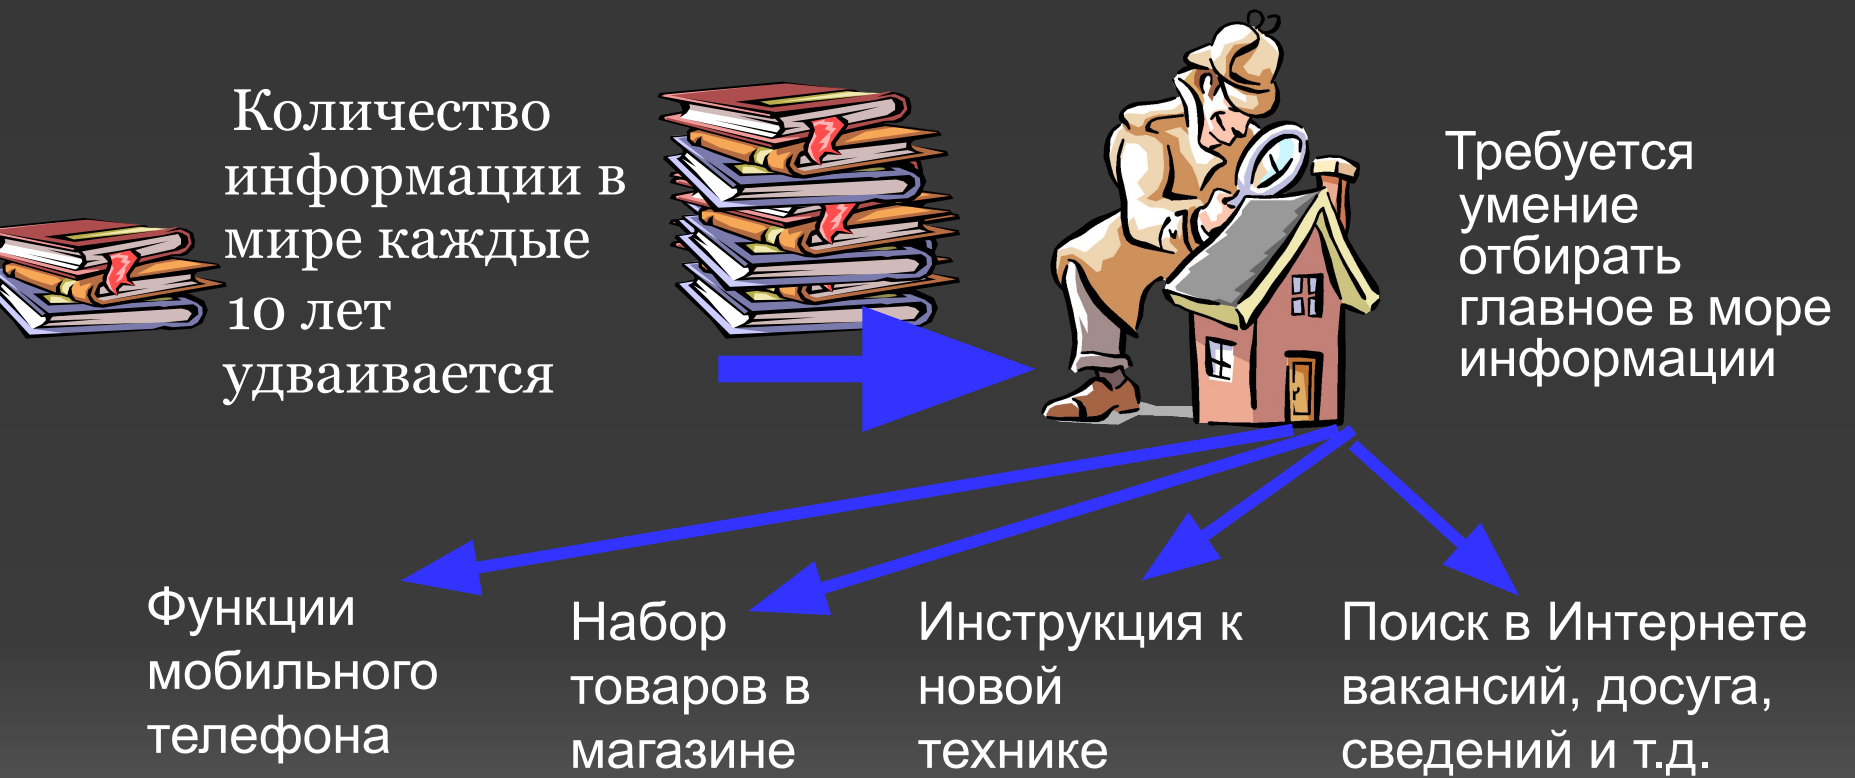 Количество
информации в
мире каждые
10 лет
удваивается
Требуется
умение
отбирать
главное в море
информации
Функции
мобильного
телефона
Набор
товаров в
магазине
Инструкция к
новой
технике
Поиск в Интернете
вакансий, досуга,
сведений и т.д.